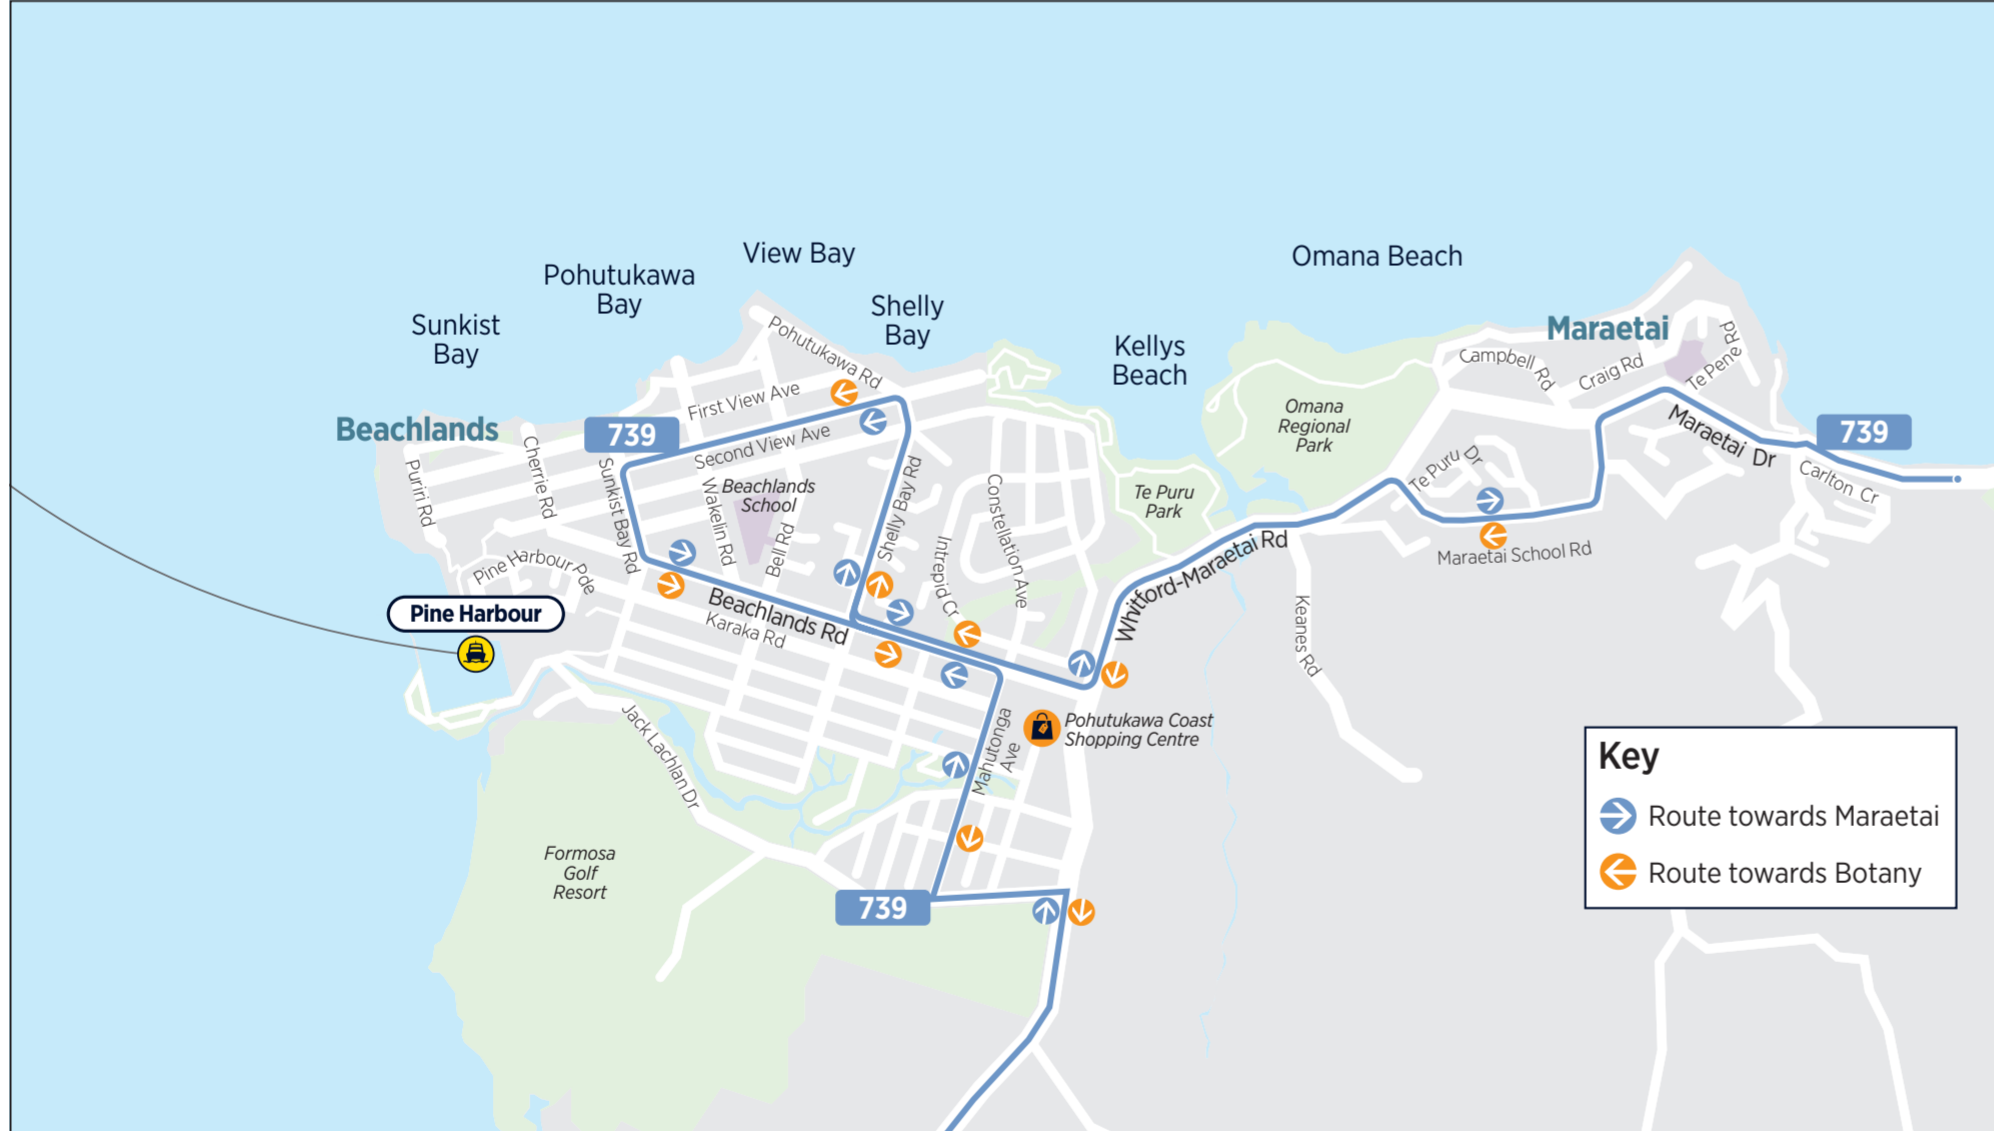 View Bay
Omana Beach
Pohutukawa
Bay
Shelly
Bay
Sunkist
Bay
Kellys
Beach
Maraetai
Pohutukawa Rd
Campbell Rd
Craig Rd
Te Pene Rd
First View Ave
Beachlands
739
Second View Ave
Omana
Regional
Park
Maraetai Dr
739
Puriri Rd
Cherrie Rd
Sunkist Bay Rd
Wakelin Rd
Beachlands
School
Bell Rd
Shelly Bay Rd
Constellation Ave
Te Puru
Park
Te Puru Dr
Carlton Cr
Intrepid Cr
Whitford-Maraetai Rd
Maraetai School Rd
Pine Harbour Pde
Pine Harbour
Beachlands Rd
Karaka Rd
Keanes Rd
Jack Lachlan Dr
Mahutonga
Ave
Pohutukawa Coast
Shopping Centre
Formosa
Golf
Resort
739
Key
Route towards Maraetai
Route towards Botany